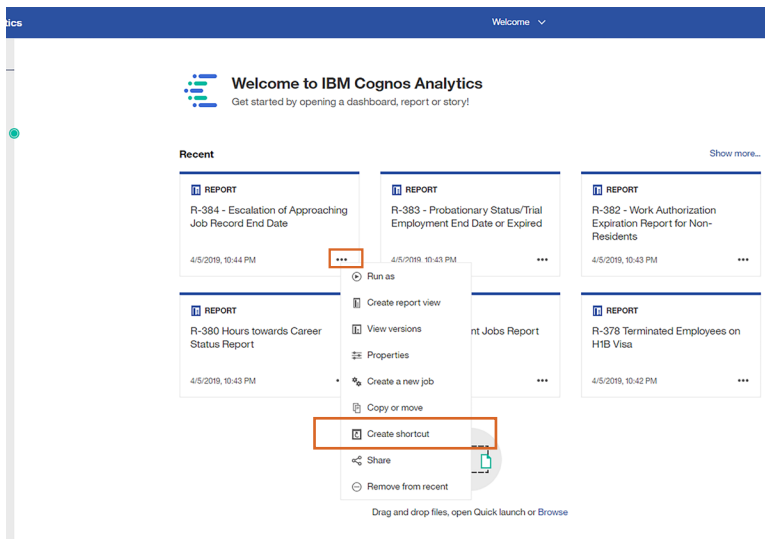 tics
Welcome
Welcome to IBM Cognos Analytics
Get started by opening a dashboard, report or story!
Recent
Show more...
REPORT
R-384 - Escalation of Approaching
Job Record End Date
4/5/2019, 10:44 PM
REPORT
R-383 - Probationary Status/Trial
Employment End Date or Expired
4/5/2019, 10:43 PM
REPORT
R-382 - Work Authorization
Expiration Report for Non-
Residents
4/5/2019, 10:43 PM
Run as
Create report view
View versions
Properties
Create a new job
Copy or move
Create shortcut
Share
Remove from recent
REPORT
R-380 Hours towards Career
Status Report
4/5/2019, 10:43 PM
nt Jobs Report
REPORT
R-378 Terminated Employees on
H1B Visa
4/5/2019, 10:42 PM
Drag and drop files, open Quick launch or Browse